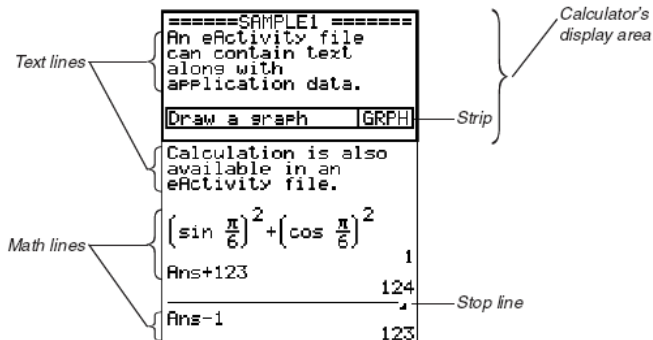 ======SAMPLE1 =======
An eActivity file
can contain text
along with
application data.
Draw a graph GRPH
Calculation is also
available in an
eActivity file.
(sin π/6)²+(cos π/6)²
1
Ans+123
124
Ans−1
123
Text lines
Math lines
Calculator's
display area
Strip
Stop line